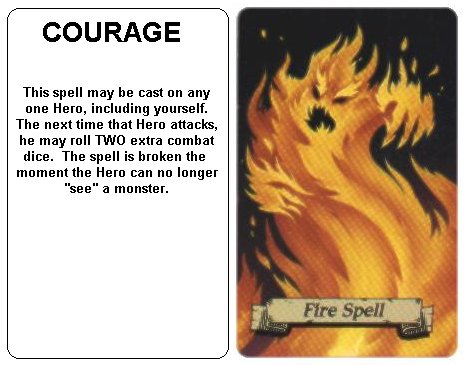 COURAGE
This spell may be cast on any
one Hero, including yourself.
The next time that Hero attacks,
he may roll TWO extra combat
dice.  The spell is broken the
moment the Hero can no longer
"see" a monster.
Fire Spell